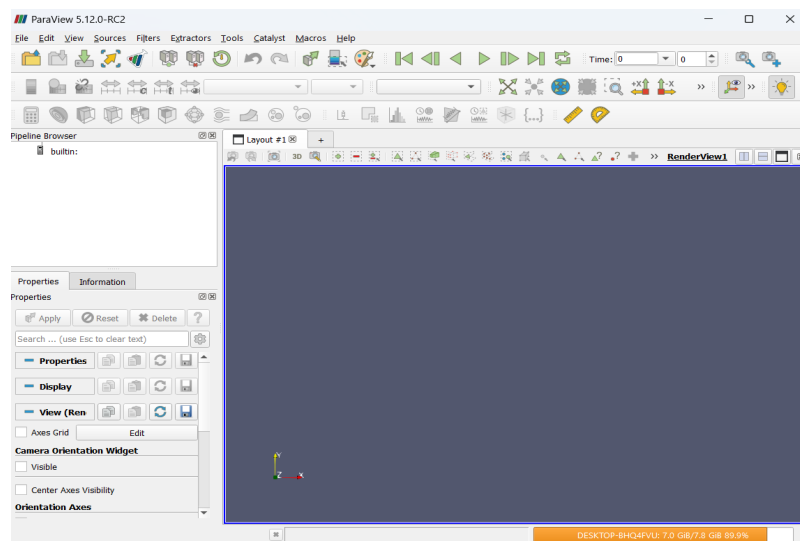 ParaView 5.12.0-RC2
File Edit View Sources Filters Extractors Tools Catalyst Macros Help
Time: 0 0
Pipeline Browser
builtin:
Layout #1 +
3D >> RenderView1
Properties Information
Properties
Apply Reset Delete ?
Search ... (use Esc to clear text)
Properties
Display
View (Ren
Axes Grid Edit
Camera Orientation Widget
Visible
Center Axes Visibility
Orientation Axes
Y
Z X
DESKTOP-BHQ4FVU: 7.0 GiB/7.8 GiB 89.9%